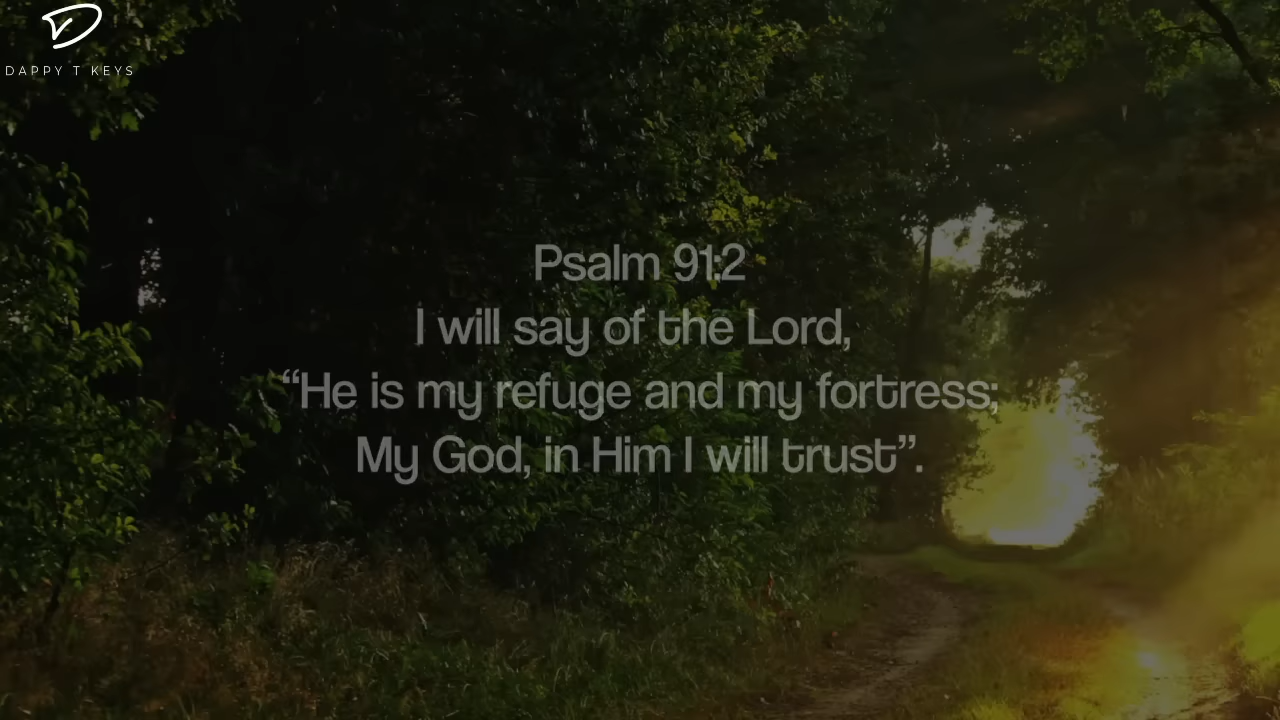 DAPPY T KEYS
Psalm 91:2
I will say of the Lord,
“He is my refuge and my fortress;
My God, in Him I will trust”.